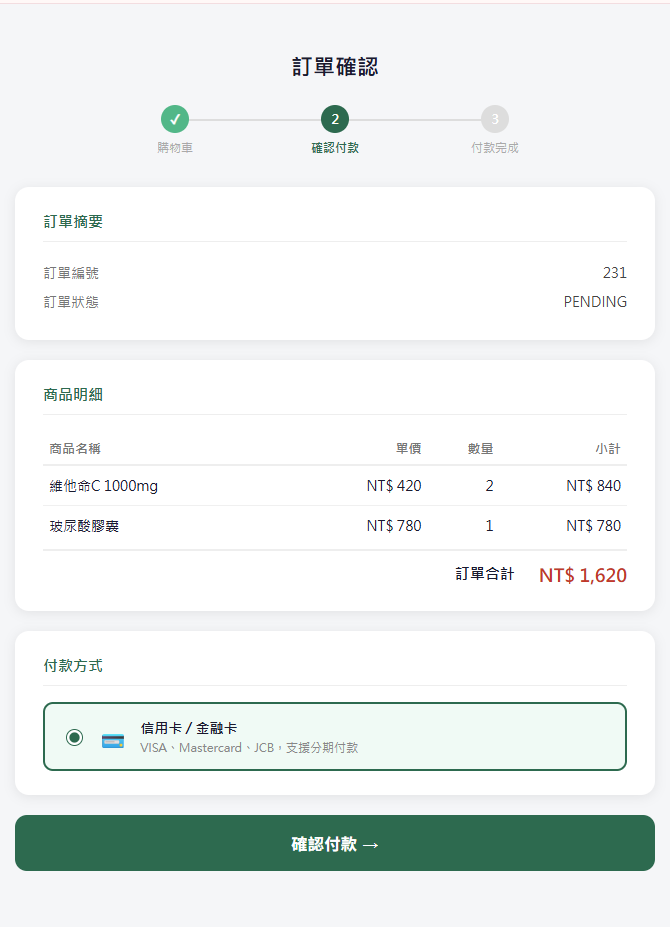 訂單確認
✓ 2 3
購物車 確認付款 付款完成
訂單摘要
訂單編號 231
訂單狀態 PENDING
商品明細
商品名稱 單價 數量 小計
維他命C 1000mg NT$ 420 2 NT$ 840
玻尿酸膠囊 NT$ 780 1 NT$ 780
訂單合計 NT$ 1,620
付款方式
信用卡 / 金融卡
VISA、Mastercard、JCB，支援分期付款
確認付款 →